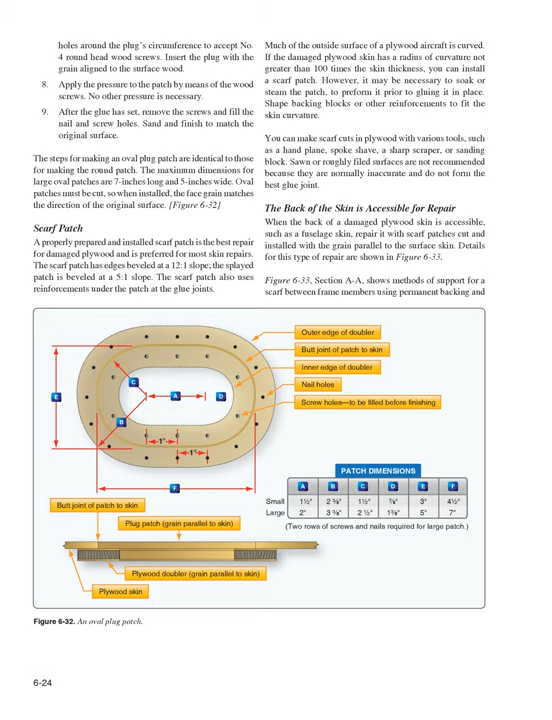 holes around the plug's circumference to accept No.
4 round head wood screws. Insert the plug with the
grain aligned to the surface wood.
8. Apply the pressure to the patch by means of the wood
screws. No other pressure is necessary.
9. After the glue has set, remove the screws and fill the
nail and screw holes. Sand and finish to match the
original surface.
The steps for making an oval plug patch are identical to those
for making the round patch. The maximum dimensions for
large oval patches are 7-inches long and 5-inches wide. Oval
patches must be cut, so when installed, the face grain matches
the direction of the original surface. [Figure 6-32]
Scarf Patch
A properly prepared and installed scarf patch is the best repair
for damaged plywood and is preferred for most skin repairs.
The scarf patch has edges beveled at a 12:1 slope; the splayed
patch is beveled at a 5:1 slope. The scarf patch also uses
reinforcements under the patch at the glue joints.
Much of the outside surface of a plywood aircraft is curved.
If the damaged plywood skin has a radius of curvature not
greater than 100 times the skin thickness, you can install
a scarf patch. However, it may be necessary to soak or
steam the patch, to preform it prior to gluing it in place.
Shape backing blocks or other reinforcements to fit the
skin curvature.
You can make scarf cuts in plywood with various tools, such
as a hand plane, spoke shave, a sharp scraper, or sanding
block. Sawn or roughly filed surfaces are not recommended
because they are normally inaccurate and do not form the
best glue joint.
The Back of the Skin is Accessible for Repair
When the back of a damaged plywood skin is accessible,
such as a fuselage skin, repair it with scarf patches cut and
installed with the grain parallel to the surface skin. Details
for this type of repair are shown in Figure 6-33.
Figure 6-33, Section A-A, shows methods of support for a
scarf between frame members using permanent backing and
Outer edge of doubler
Butt joint of patch to skin
Inner edge of doubler
Nail holes
Screw holes—to be filled before finishing
C
E
A
D
B
1"
1"
F
PATCH DIMENSIONS
A B C D E F
Small 1½" 2 ⅜" 1½" ⅞" 3" 4½"
Large 2" 3 ⅜" 2 ½" 1⅜" 5" 7"
(Two rows of screws and nails required for large patch.)
Butt joint of patch to skin
Plug patch (grain parallel to skin)
Plywood doubler (grain parallel to skin)
Plywood skin
Figure 6-32. An oval plug patch.
6-24